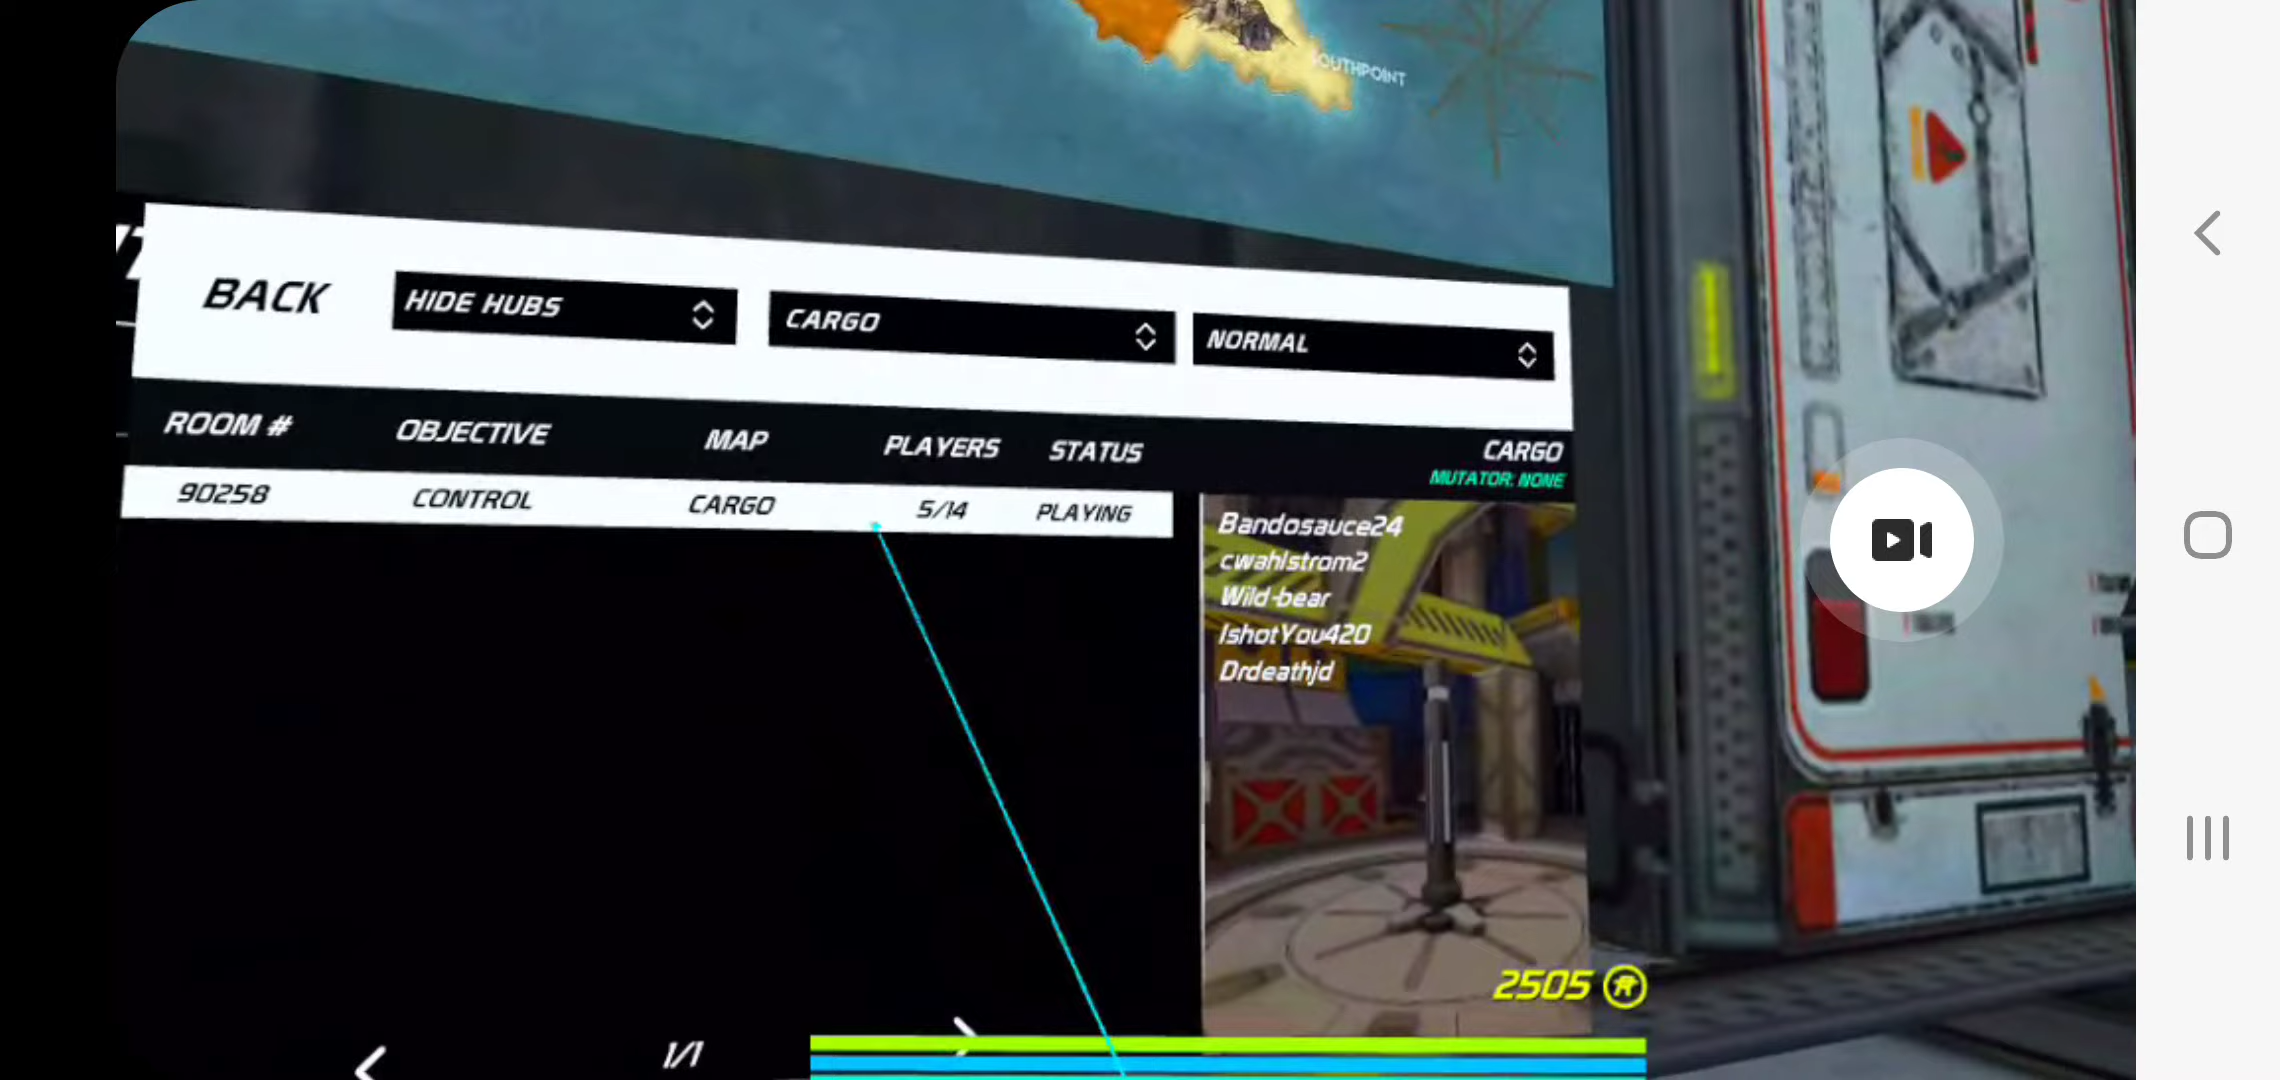 SOUTHPOINT
BACK
HIDE HUBS
CARGO
NORMAL
ROOM #
OBJECTIVE
MAP
PLAYERS
STATUS
CARGO
MUTATOR: NONE
90258
CONTROL
CARGO
5/14
PLAYING
Bandosauce24
cwahlstrom2
Wild-bear
IshotYou420
Drdeathjd
2505
1/1